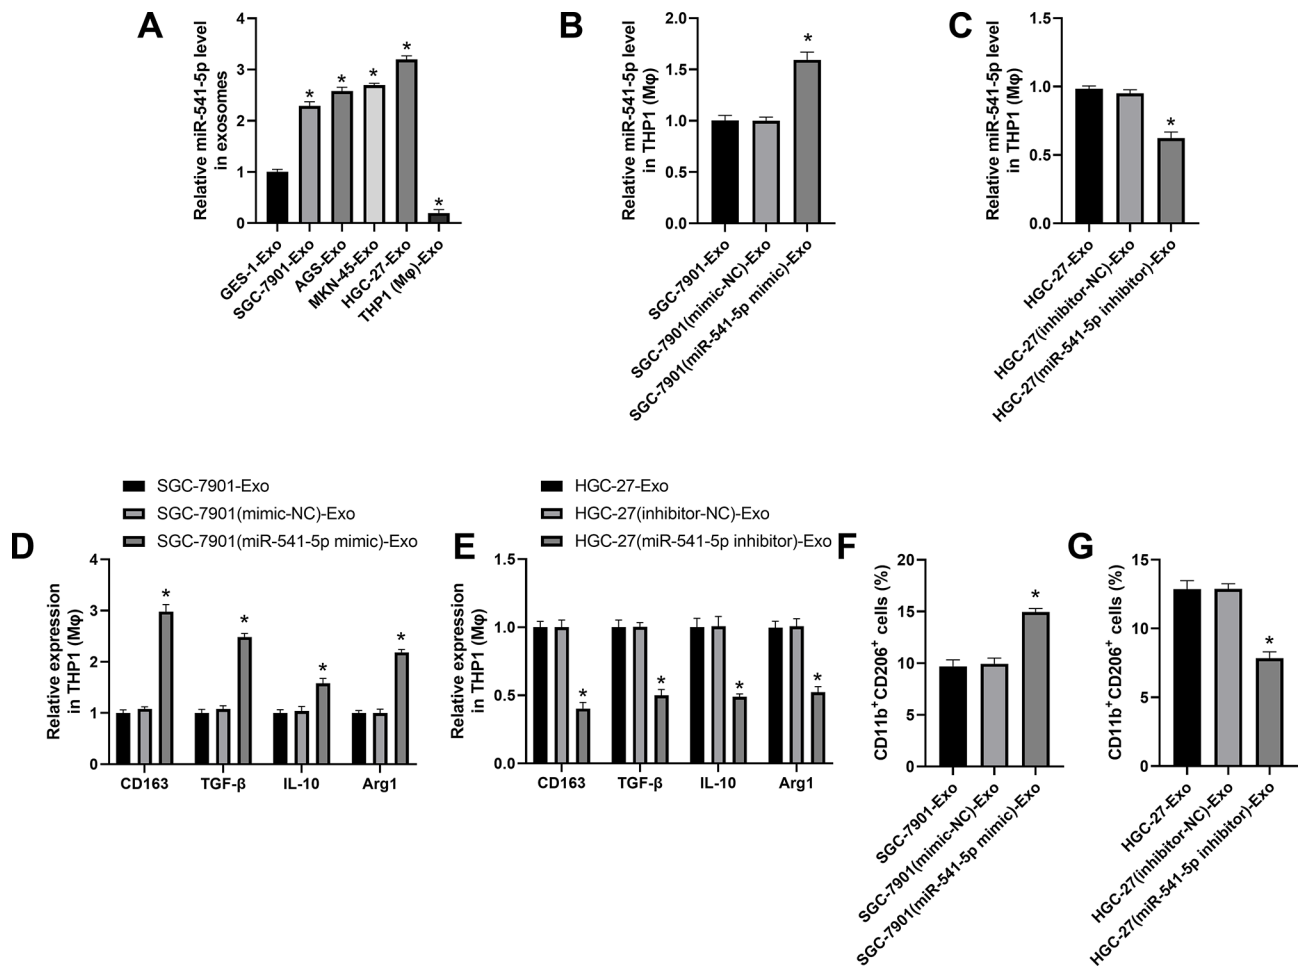 A
Relative miR-541-5p level
in exosomes
4
3
2
1
0
*
*
*
*
*
GES-1-Exo
SGC-7901-Exo
AGS-Exo
MKN-45-Exo
HGC-27-Exo
THP1 (Mφ)-Exo
B
Relative miR-541-5p level
in THP1 (Mφ)
2.0
1.5
1.0
0.5
0.0
*
SGC-7901-Exo
SGC-7901(mimic-NC)-Exo
SGC-7901(miR-541-5p mimic)-Exo
C
Relative miR-541-5p level
in THP1 (Mφ)
1.5
1.0
0.5
0.0
*
HGC-27-Exo
HGC-27(inhibitor-NC)-Exo
HGC-27(miR-541-5p inhibitor)-Exo
D
SGC-7901-Exo
SGC-7901(mimic-NC)-Exo
SGC-7901(miR-541-5p mimic)-Exo
Relative expression
in THP1 (Mφ)
4
3
2
1
0
*
*
*
*
CD163
TGF-β
IL-10
Arg1
E
HGC-27-Exo
HGC-27(inhibitor-NC)-Exo
HGC-27(miR-541-5p inhibitor)-Exo
Relative expression
in THP1 (Mφ)
1.5
1.0
0.5
0.0
*
*
*
*
CD163
TGF-β
IL-10
Arg1
F
CD11b⁺CD206⁺ cells (%)
20
15
10
5
0
*
SGC-7901-Exo
SGC-7901(mimic-NC)-Exo
SGC-7901(miR-541-5p mimic)-Exo
G
CD11b⁺CD206⁺ cells (%)
15
10
5
0
*
HGC-27-Exo
HGC-27(inhibitor-NC)-Exo
HGC-27(miR-541-5p inhibitor)-Exo